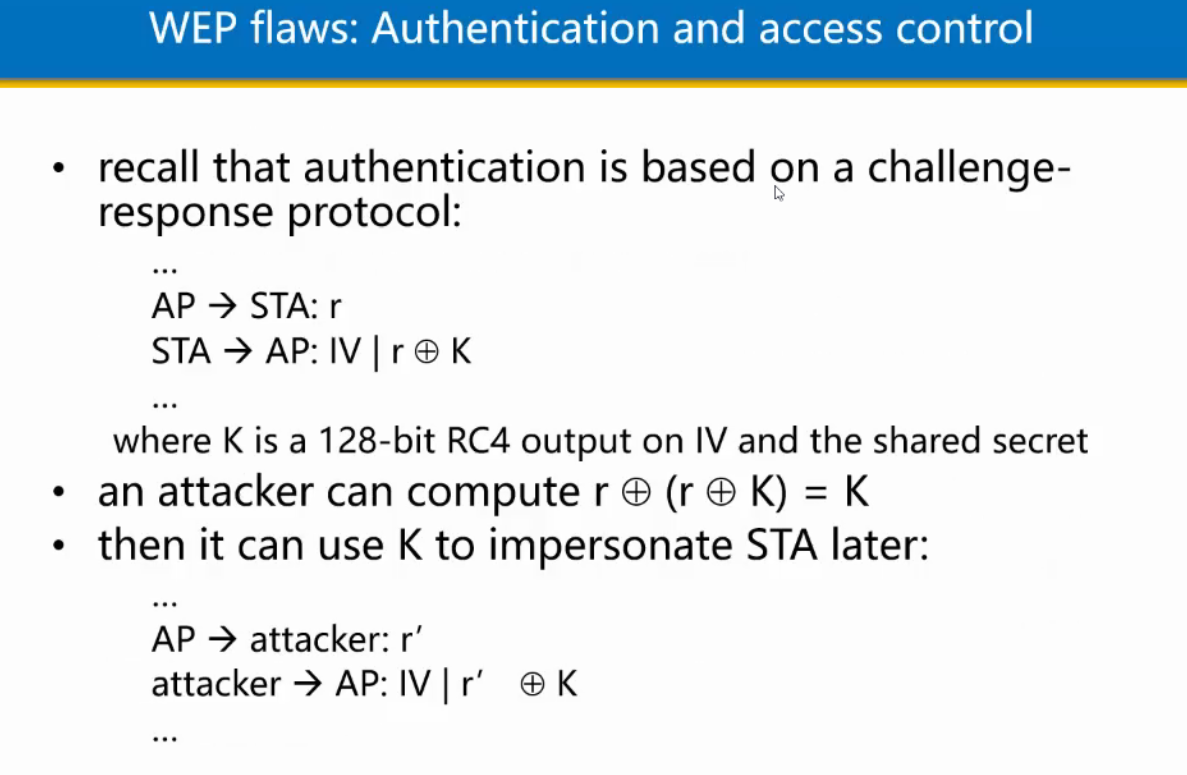 WEP flaws: Authentication and access control
• recall that authentication is based on a challenge-
response protocol:
...
AP → STA: r
STA → AP: IV | r ⊕ K
...
where K is a 128-bit RC4 output on IV and the shared secret
• an attacker can compute r ⊕ (r ⊕ K) = K
• then it can use K to impersonate STA later:
...
AP → attacker: r′
attacker → AP: IV | r′ ⊕ K
...